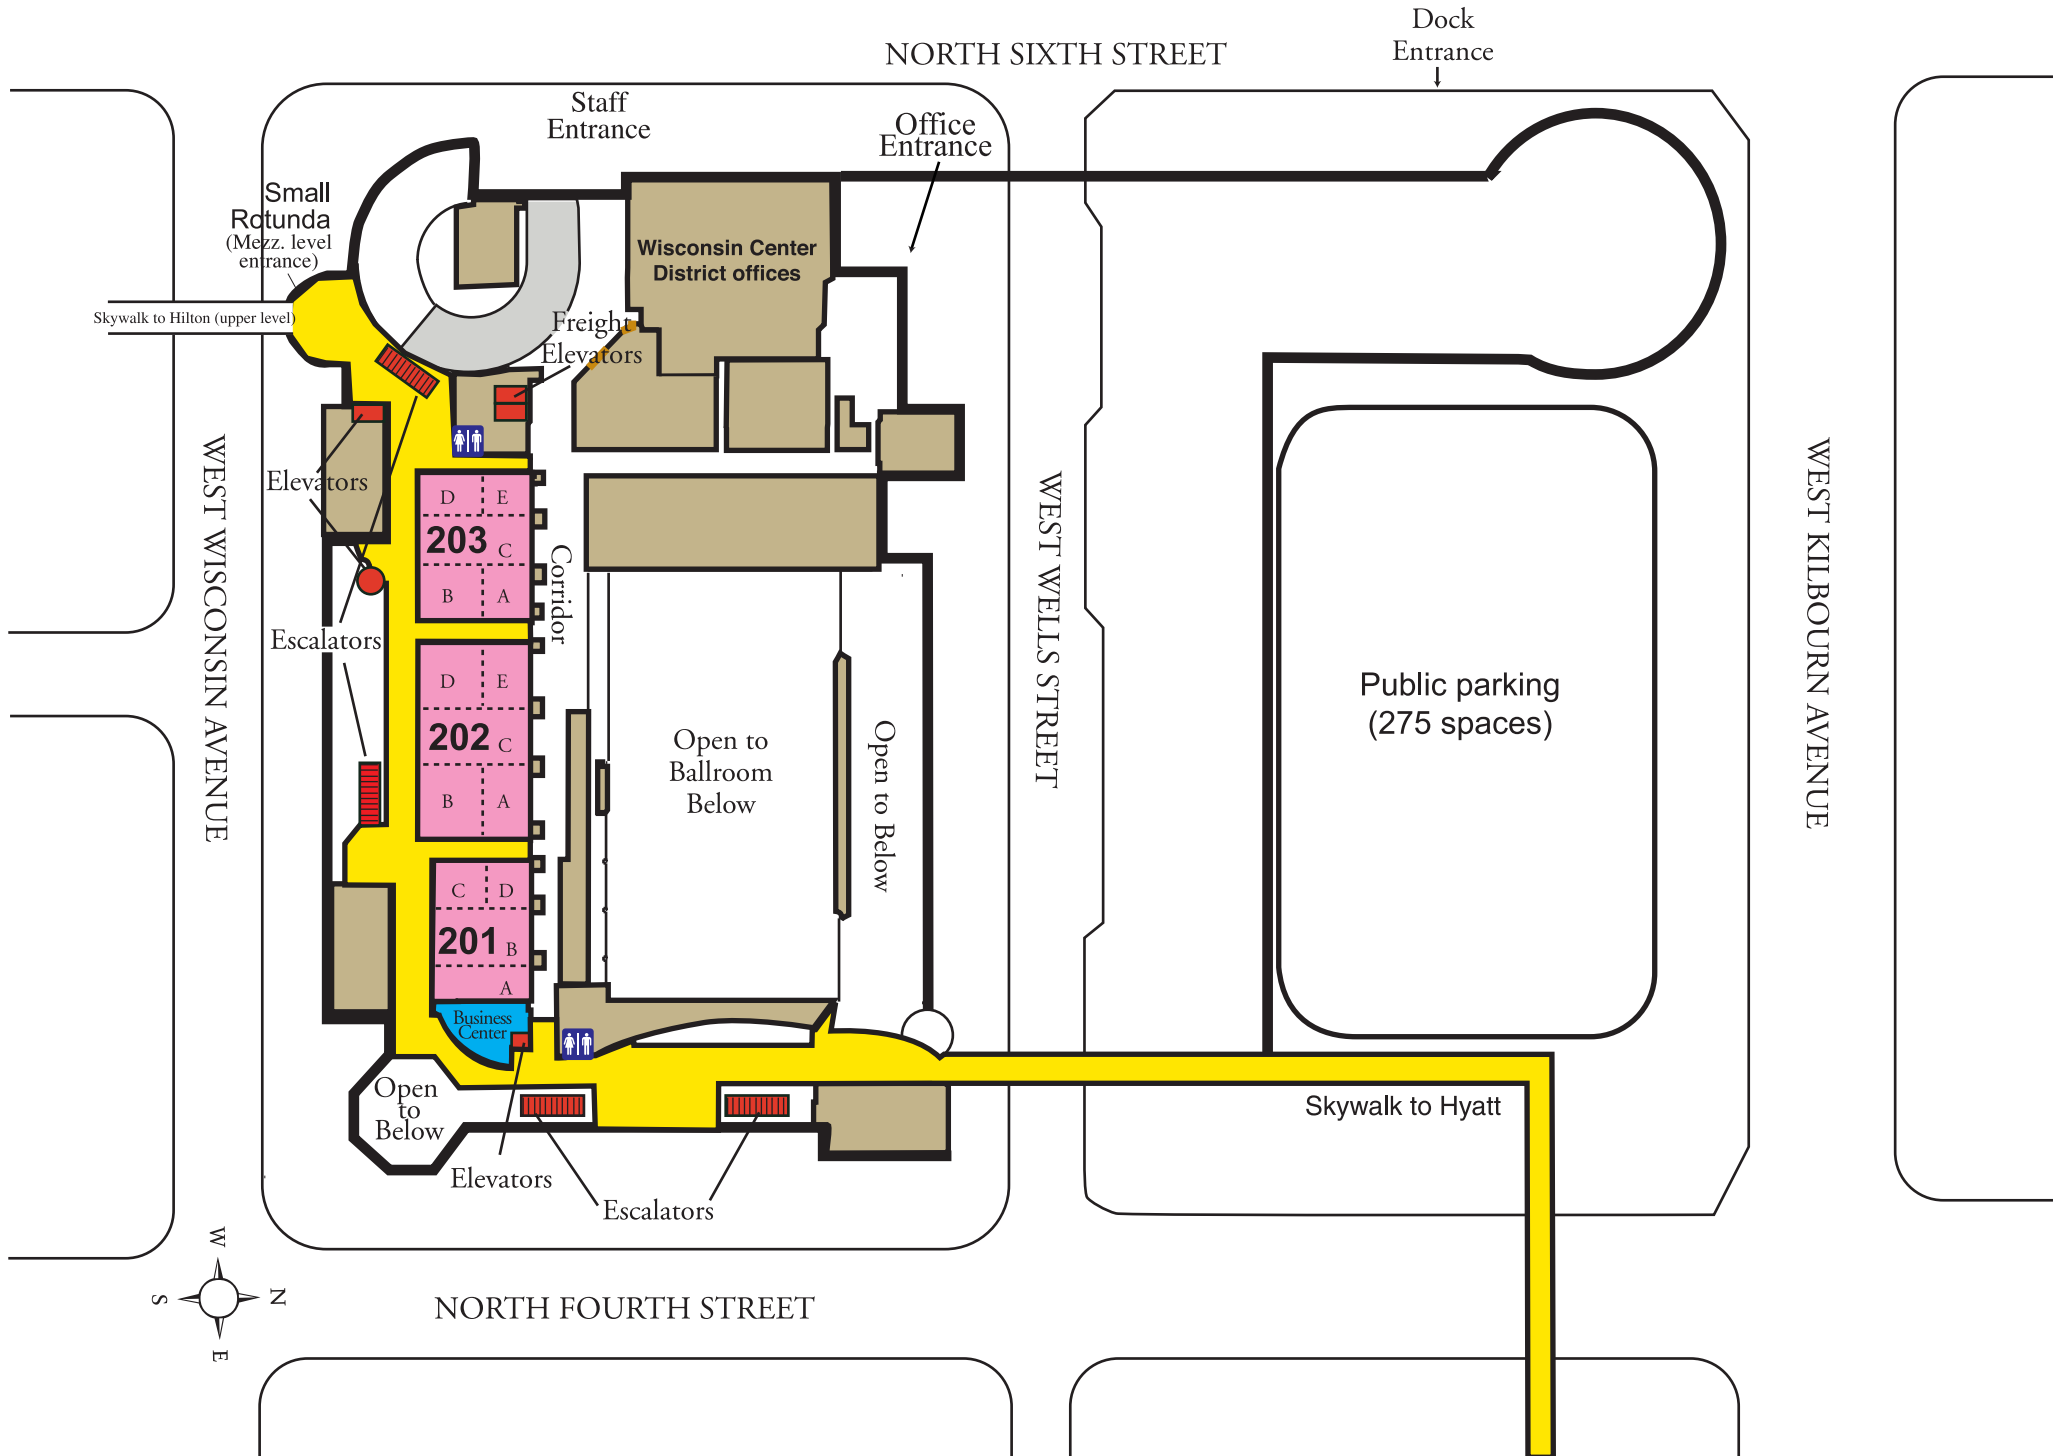 Dock
Entrance
NORTH SIXTH STREET
Staff
Entrance
Office
Entrance
Small
Rotunda
(Mezz. level
entrance)
Wisconsin Center
District offices
Skywalk to Hilton (upper level)
Freight
Elevators
Elevators
D
E
203
C
B
A
Corridor
Escalators
WEST WISCONSIN AVENUE
WEST WELLS STREET
WEST KILBOURN AVENUE
D
E
202
C
B
A
Open to
Ballroom
Below
Open to Below
Public parking
(275 spaces)
C
D
201
B
A
Business
Center
Open
to
Below
Skywalk to Hyatt
Elevators
Escalators
W
S
N
E
NORTH FOURTH STREET